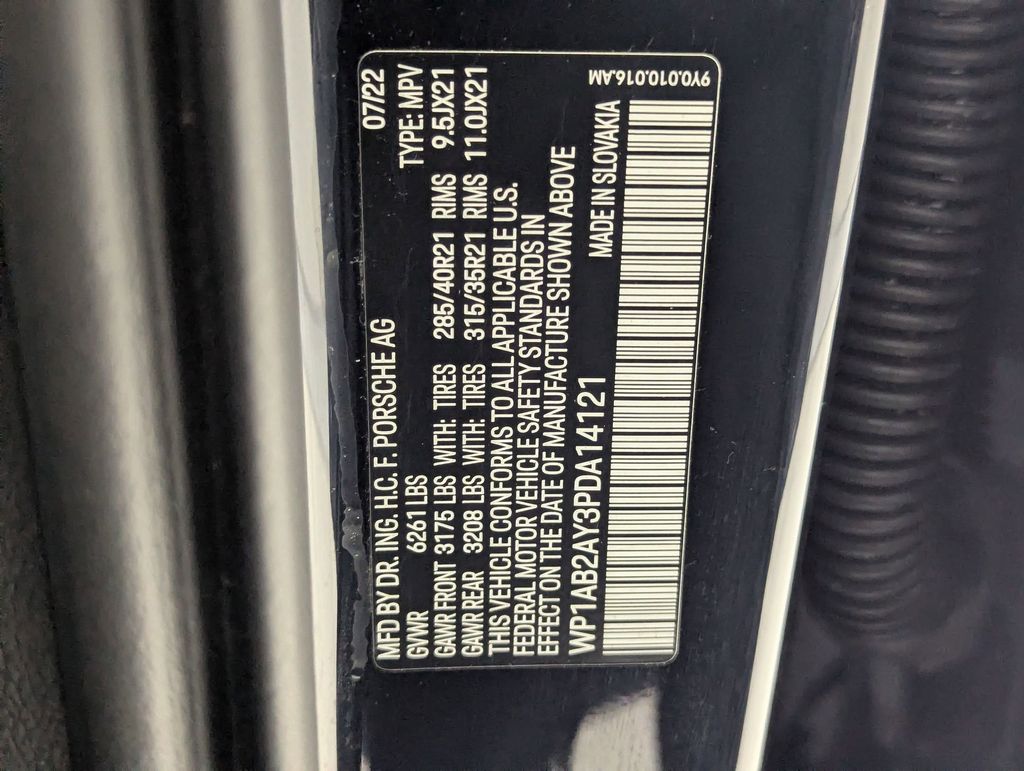 MFD BY DR. ING. H.C. F. PORSCHE AG 07/22
GVWR 6261 LBS TYPE: MPV
GAWR FRONT 3175 LBS WITH: TIRES 285/40R21 RIMS 9.5JX21
GAWR REAR 3208 LBS WITH: TIRES 315/35R21 RIMS 11.0JX21
THIS VEHICLE CONFORMS TO ALL APPLICABLE U.S.
FEDERAL MOTOR VEHICLE SAFETY STANDARDS IN
EFFECT ON THE DATE OF MANUFACTURE SHOWN ABOVE
WP1AB2AY3PDA14121 MADE IN SLOVAKIA
9Y0.010.016.AM